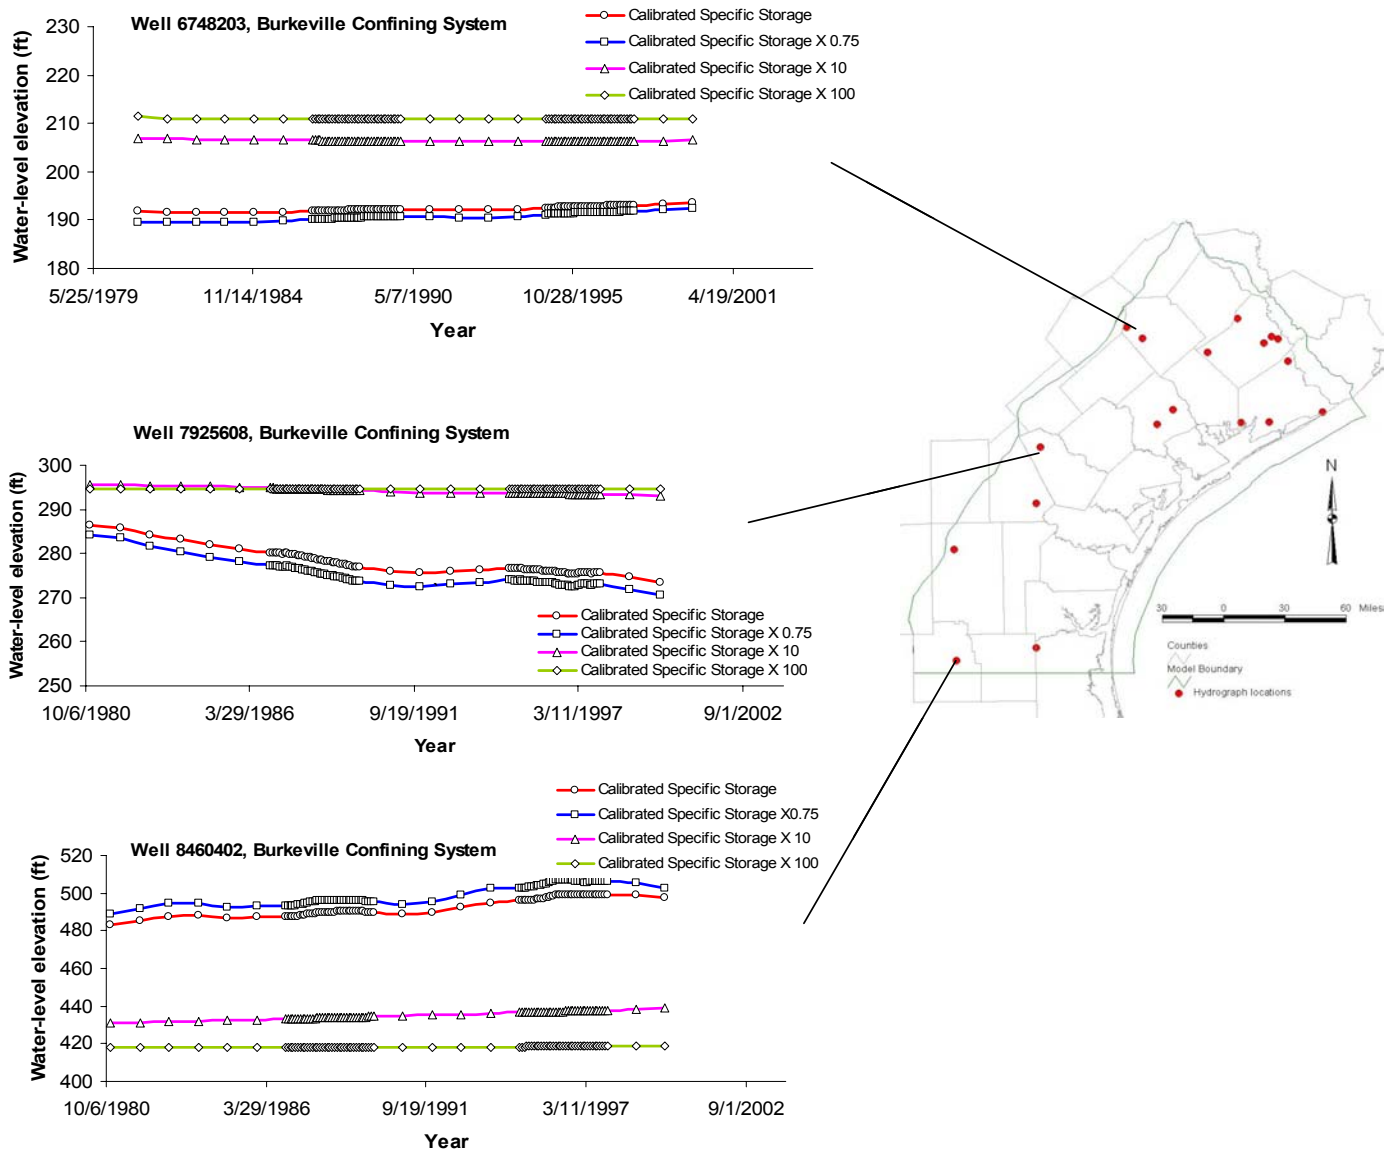 Well 6748203, Burkeville Confining System
Calibrated Specific Storage
Calibrated Specific Storage X 0.75
Calibrated Specific Storage X 10
Calibrated Specific Storage X 100
Water-level elevation (ft)
230
220
210
200
190
180
5/25/1979 11/14/1984 5/7/1990 10/28/1995 4/19/2001
Year
Well 7925608, Burkeville Confining System
Water-level elevation (ft)
300
290
280
270
260
250
Calibrated Specific Storage
Calibrated Specific Storage X 0.75
Calibrated Specific Storage X 10
Calibrated Specific Storage X 100
10/6/1980 3/29/1986 9/19/1991 3/11/1997 9/1/2002
Year
N
30 0 30 60 Miles
Counties
Model Boundary
Hydrograph locations
Calibrated Specific Storage
Calibrated Specific Storage X0.75
Calibrated Specific Storage X 10
Calibrated Specific Storage X 100
Well 8460402, Burkeville Confining System
Water-level elevation (ft)
520
500
480
460
440
420
400
10/6/1980 3/29/1986 9/19/1991 3/11/1997 9/1/2002
Year